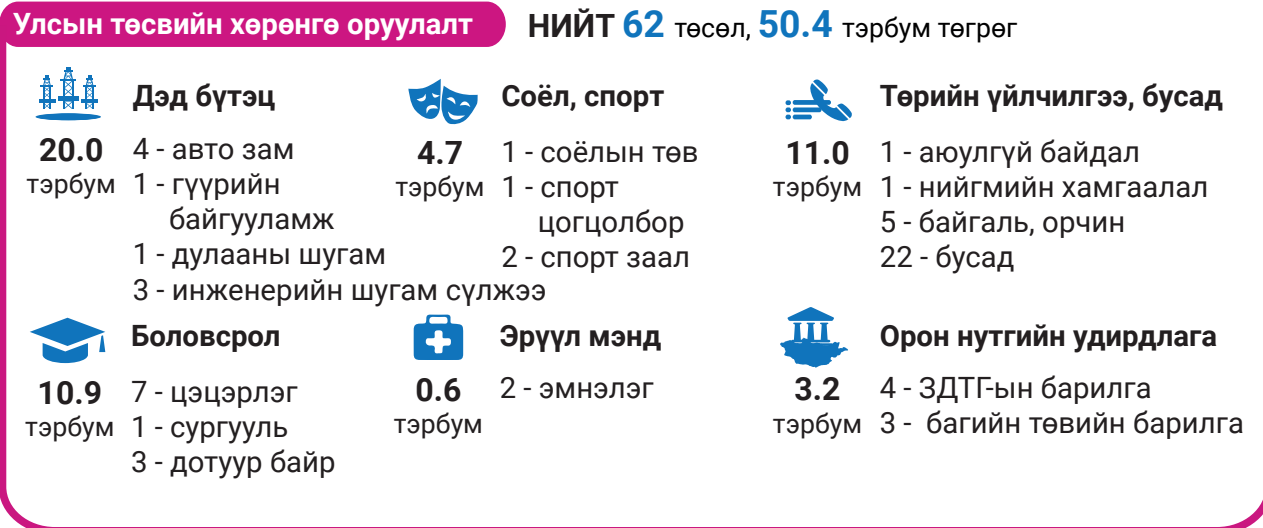 Улсын төсвийн хөрөнгө оруулалт
НИЙТ 62 төсөл, 50.4 тэрбум төгрөг
Дэд бүтэц
20.0
тэрбум
4 - авто зам
1 - гүүрийн
байгууламж
1 - дулааны шугам
3 - инженерийн шугам сүлжээ
Соёл, спорт
4.7
тэрбум
1 - соёлын төв
1 - спорт
цогцолбор
2 - спорт заал
Төрийн үйлчилгээ, бусад
11.0
тэрбум
1 - аюулгүй байдал
1 - нийгмийн хамгаалал
5 - байгаль, орчин
22 - бусад
Боловсрол
10.9
тэрбум
7 - цэцэрлэг
1 - сургууль
3 - дотуур байр
Эрүүл мэнд
0.6
тэрбум
2 - эмнэлэг
Орон нутгийн удирдлага
3.2
тэрбум
4 - ЗДТГ-ын барилга
3 - багийн төвийн барилга